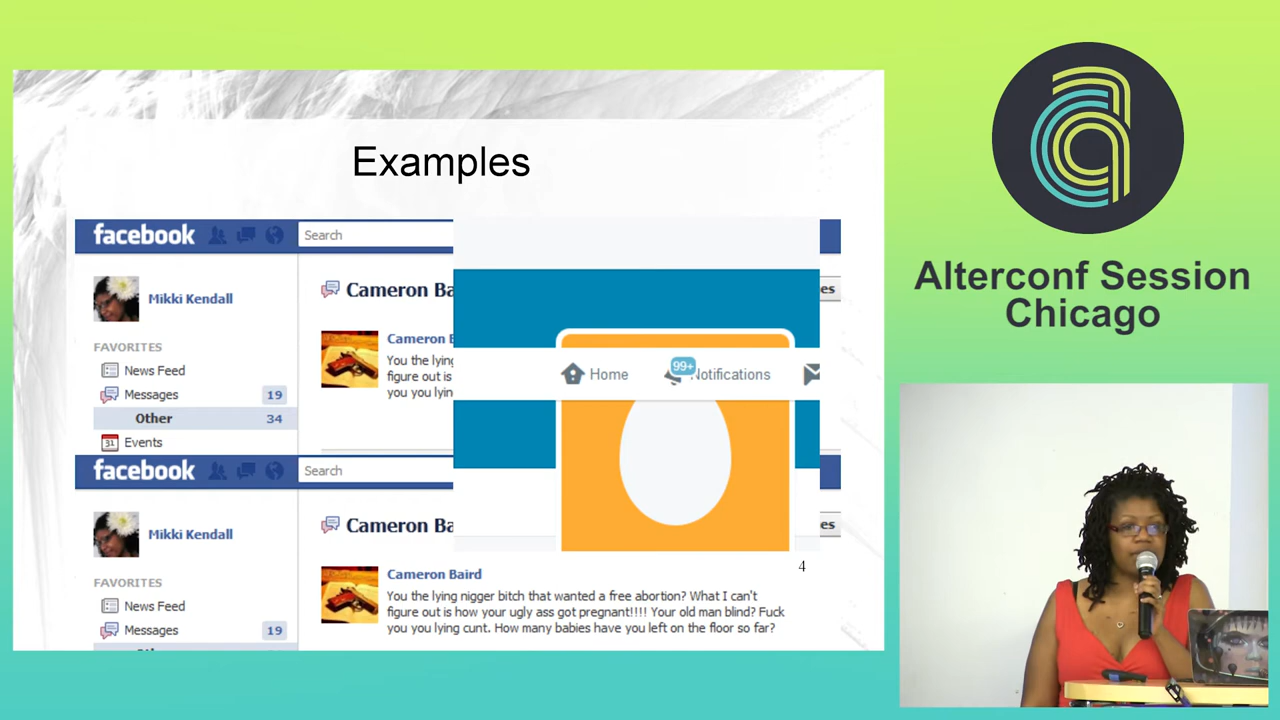 Examples
facebook
Search
Mikki Kendall
FAVORITES
News Feed
Messages 19
Other 34
31 Events
Cameron Ba
es
Cameron
You the lying
figure out is
you you lyin
Home
99+
Notifications
facebook
Search
Mikki Kendall
FAVORITES
News Feed
Messages 19
Cameron Ba
es
Cameron Baird
You the lying nigger bitch that wanted a free abortion? What I can't
figure out is how your ugly ass got pregnant!!!! Your old man blind? Fuck
you you lying cunt. How many babies have you left on the floor so far?
4
Alterconf Session
Chicago